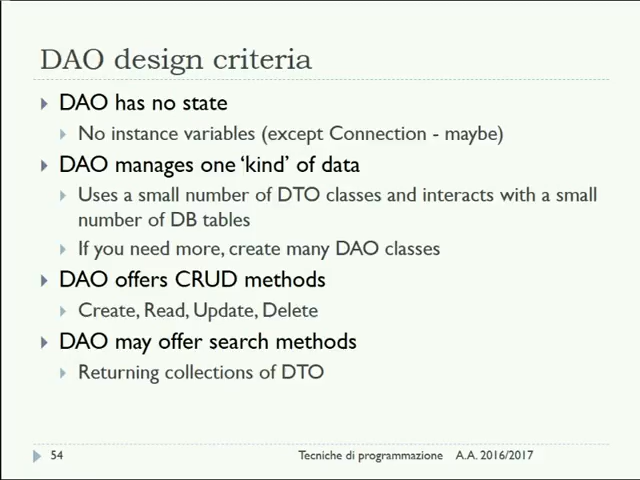 DAO design criteria
DAO has no state
No instance variables (except Connection - maybe)
DAO manages one 'kind' of data
Uses a small number of DTO classes and interacts with a small
number of DB tables
If you need more, create many DAO classes
DAO offers CRUD methods
Create, Read, Update, Delete
DAO may offer search methods
Returning collections of DTO
54
Tecniche di programmazione A.A. 2016/2017